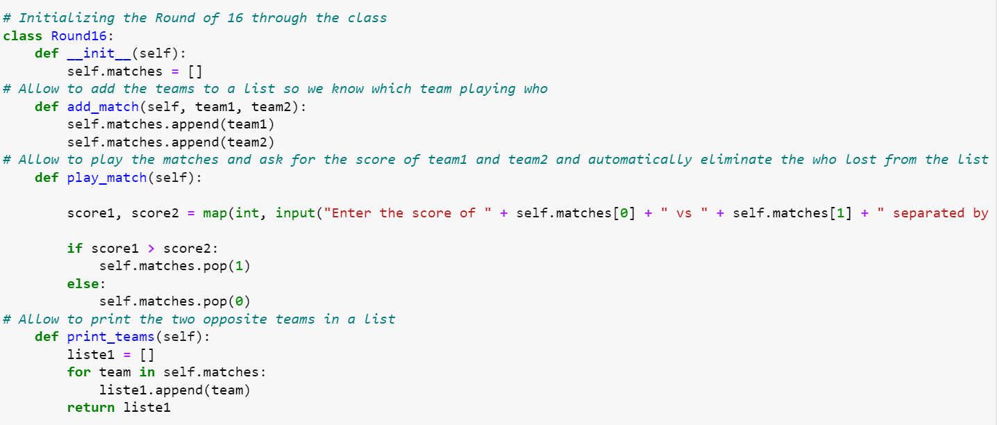 # Initializing the Round of 16 through the class
class Round16:
    def __init__(self):
        self.matches = []
# Allow to add the teams to a list so we know which team playing who
    def add_match(self, team1, team2):
        self.matches.append(team1)
        self.matches.append(team2)
# Allow to play the matches and ask for the score of team1 and team2 and automatically eliminate the who lost from the list
    def play_match(self):
        score1, score2 = map(int, input("Enter the score of " + self.matches[0] + " vs " + self.matches[1] + " separated by
        if score1 > score2:
            self.matches.pop(1)
        else:
            self.matches.pop(0)
# Allow to print the two opposite teams in a list
    def print_teams(self):
        liste1 = []
        for team in self.matches:
            liste1.append(team)
        return liste1